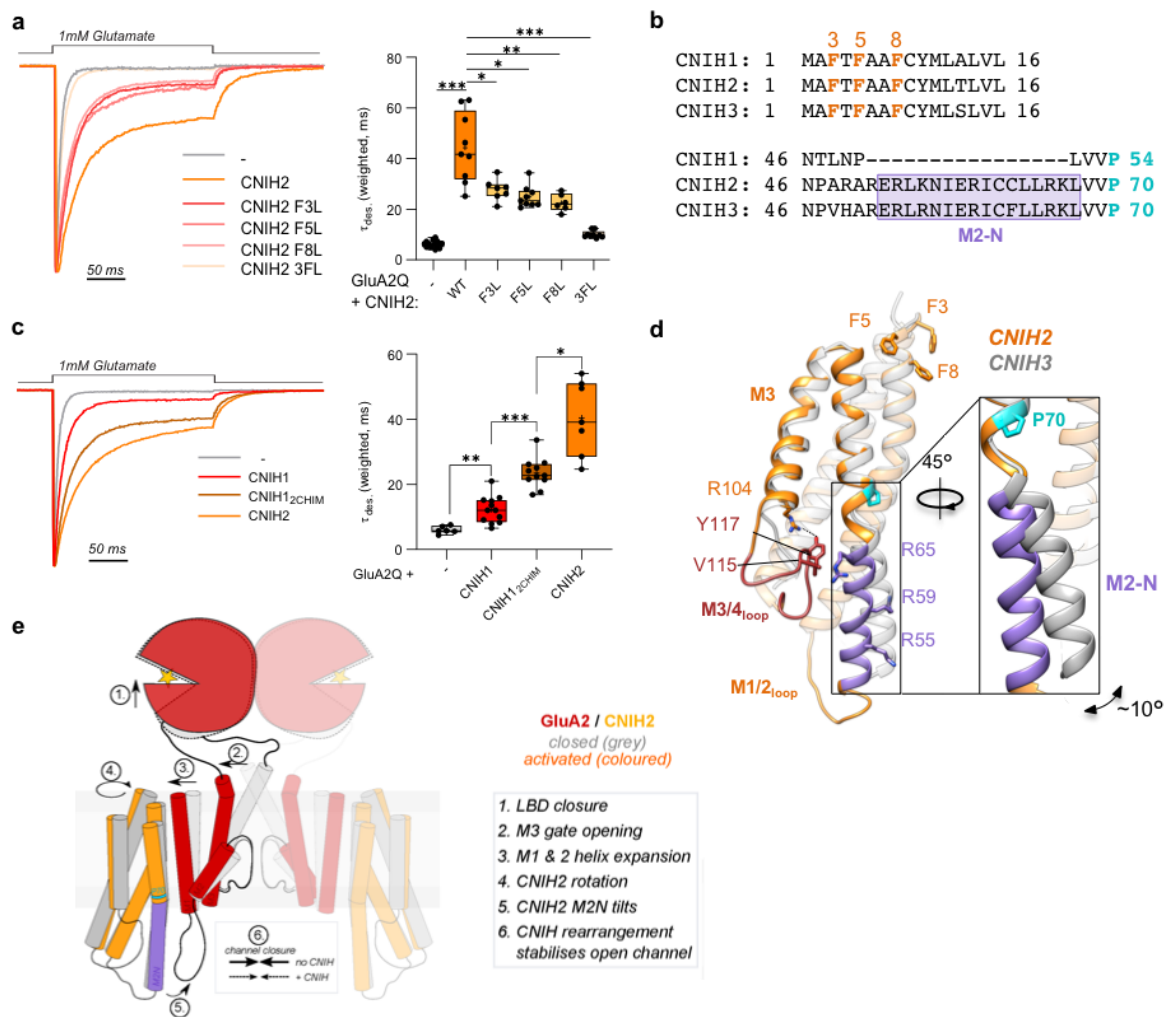 a
1mM Glutamate
-
CNIH2
CNIH2 F3L
CNIH2 F5L
CNIH2 F8L
CNIH2 3FL
50 ms
***
**
*
*
***
80
60
40
20
0
τdes. (weighted, ms)
GluA2Q
+ CNIH2:
- WT F3L F5L F8L 3FL
b
3 5 8
CNIH1: 1 MAFTFAAFCYMLALVL 16
CNIH2: 1 MAFTFAAFCYMLTLVL 16
CNIH3: 1 MAFTFAAFCYMLSLVL 16
CNIH1: 46 NTLNP----------------LVVP 54
CNIH2: 46 NPARARERLKNIERICCLLRKLVVP 70
CNIH3: 46 NPVHARERLRNIERICFLLRKLVVP 70
M2-N
c
1mM Glutamate
-
CNIH1
CNIH12CHIM
CNIH2
50 ms
*
***
**
60
40
20
0
τdes. (weighted, ms)
GluA2Q +
- CNIH1 CNIH12CHIM CNIH2
d
F5
F3
F8
CNIH2
CNIH3
M3
P70
45°
R104
Y117
V115
R65
R59
R55
M2-N
M3/4loop
M1/2loop
~10°
e
1.
2.
3.
4.
M2N
5.
6.
channel closure
no CNIH
+ CNIH
GluA2 / CNIH2
closed (grey)
activated (coloured)
1. LBD closure
2. M3 gate opening
3. M1 & 2 helix expansion
4. CNIH2 rotation
5. CNIH2 M2N tilts
6. CNIH rearrangement
stabilises open channel